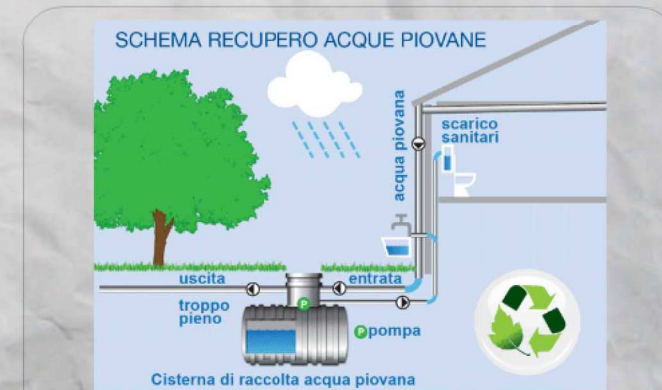 SCHEMA RECUPERO ACQUE PIOVANE
acqua piovana
scarico
sanitari
uscita
entrata
troppo
pieno
P
P pompa
Cisterna di raccolta acqua piovana